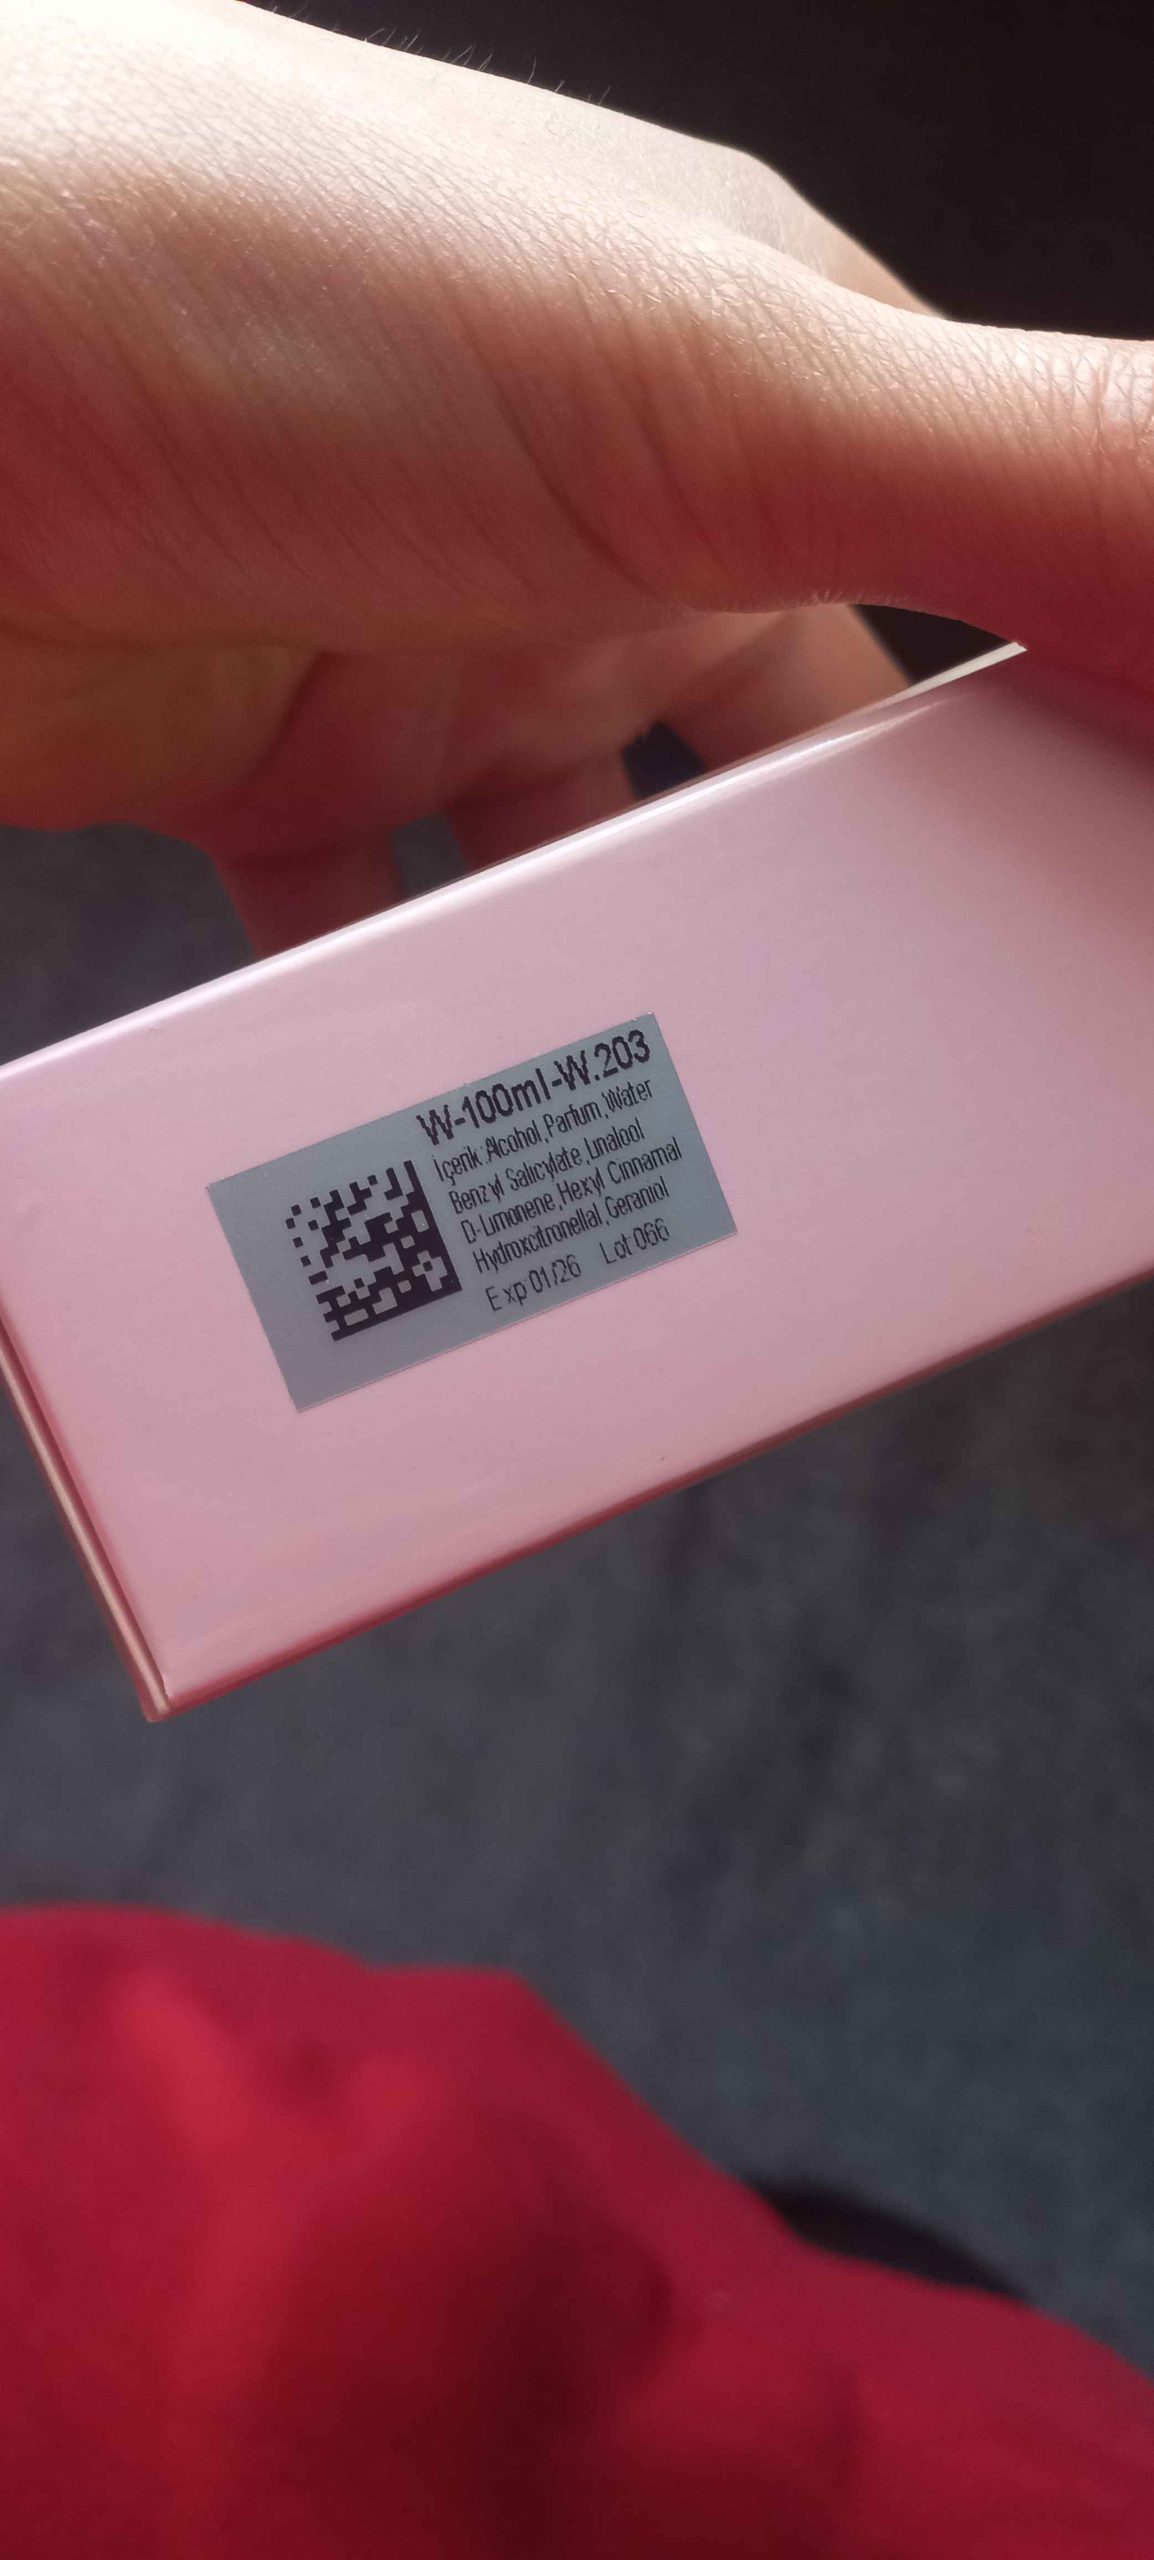 W-100ml-W.203
İçerik:Alcohol,Parfum,Water
Benzyl Salicylate,Linalool
D-Limonene,Hexyl Cinnamal
Hydroxcitronellal,Geraniol
Exp 01/26 Lot 066